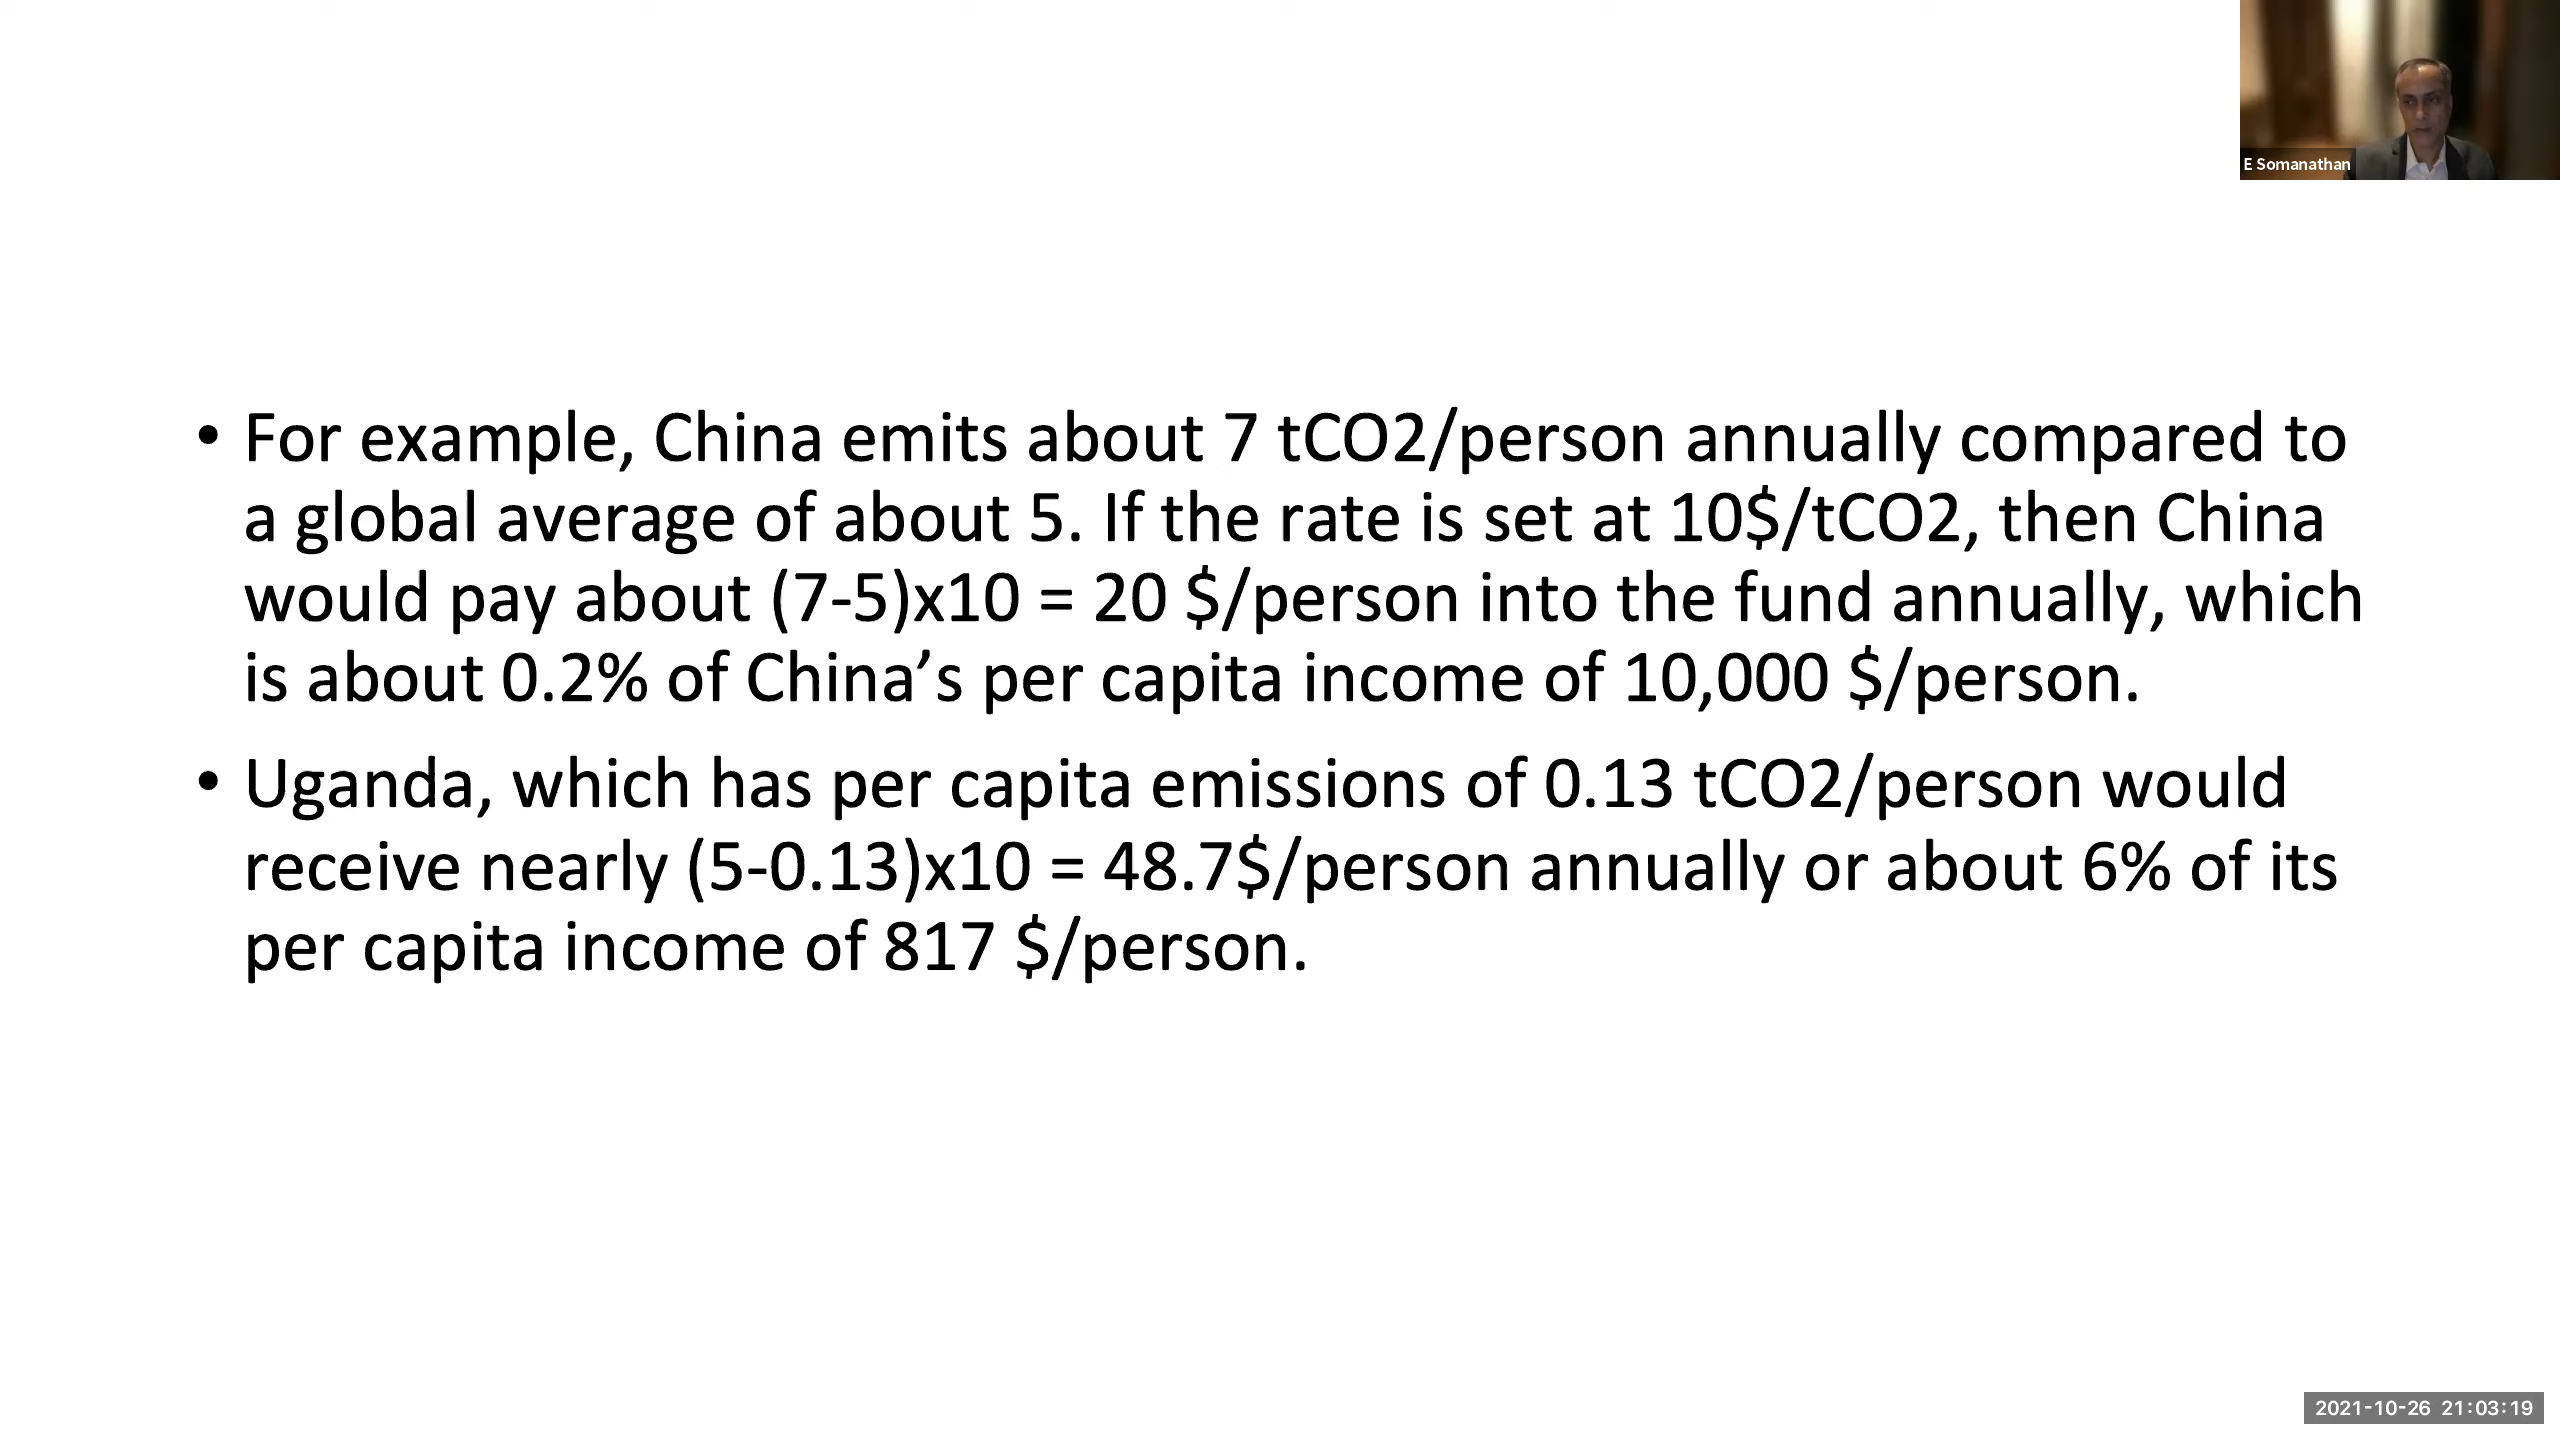 E Somanathan
• For example, China emits about 7 tCO2/person annually compared to
a global average of about 5. If the rate is set at 10$/tCO2, then China
would pay about (7-5)x10 = 20 $/person into the fund annually, which
is about 0.2% of China’s per capita income of 10,000 $/person.
• Uganda, which has per capita emissions of 0.13 tCO2/person would
receive nearly (5-0.13)x10 = 48.7$/person annually or about 6% of its
per capita income of 817 $/person.
2021-10-26 21:03:19